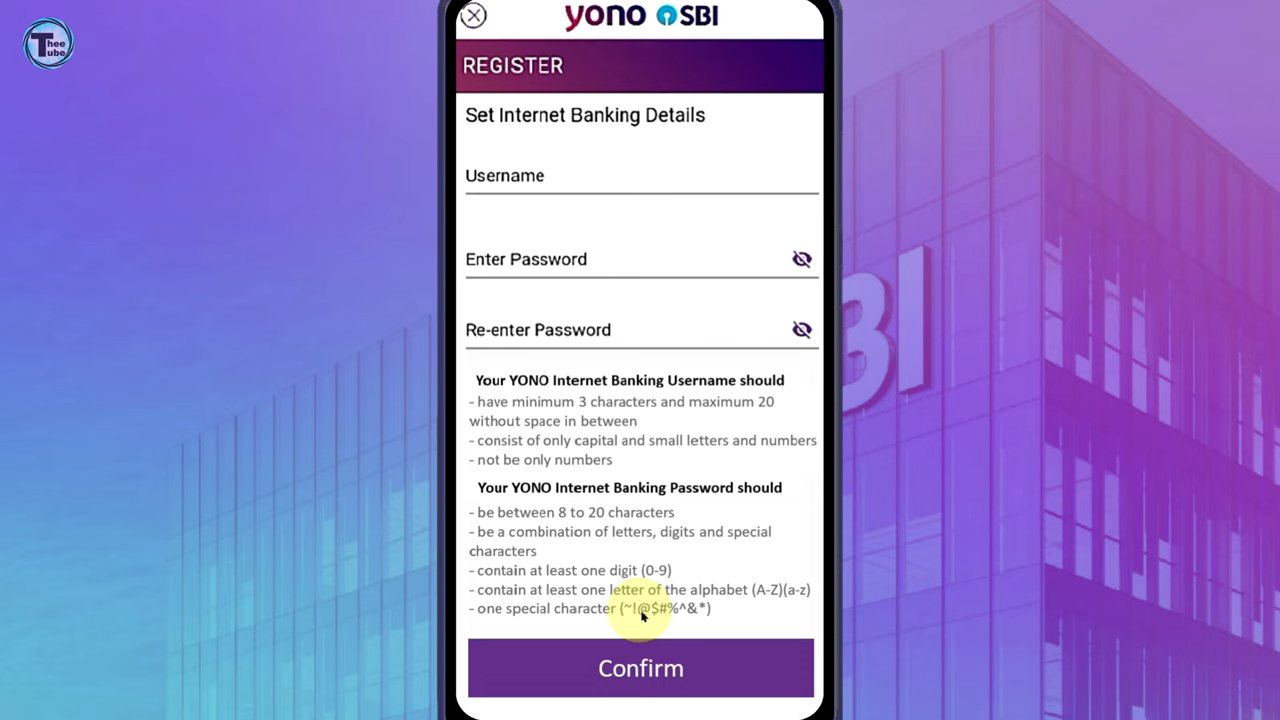 Thee
Tube
yono SBI
REGISTER
Set Internet Banking Details
Username
Enter Password
Re-enter Password
Your YONO Internet Banking Username should
- have minimum 3 characters and maximum 20
without space in between
- consist of only capital and small letters and numbers
- not be only numbers
Your YONO Internet Banking Password should
- be between 8 to 20 characters
- be a combination of letters, digits and special
characters
- contain at least one digit (0-9)
- contain at least one letter of the alphabet (A-Z)(a-z)
- one special character (~!@$#%^&*)
Confirm
BI